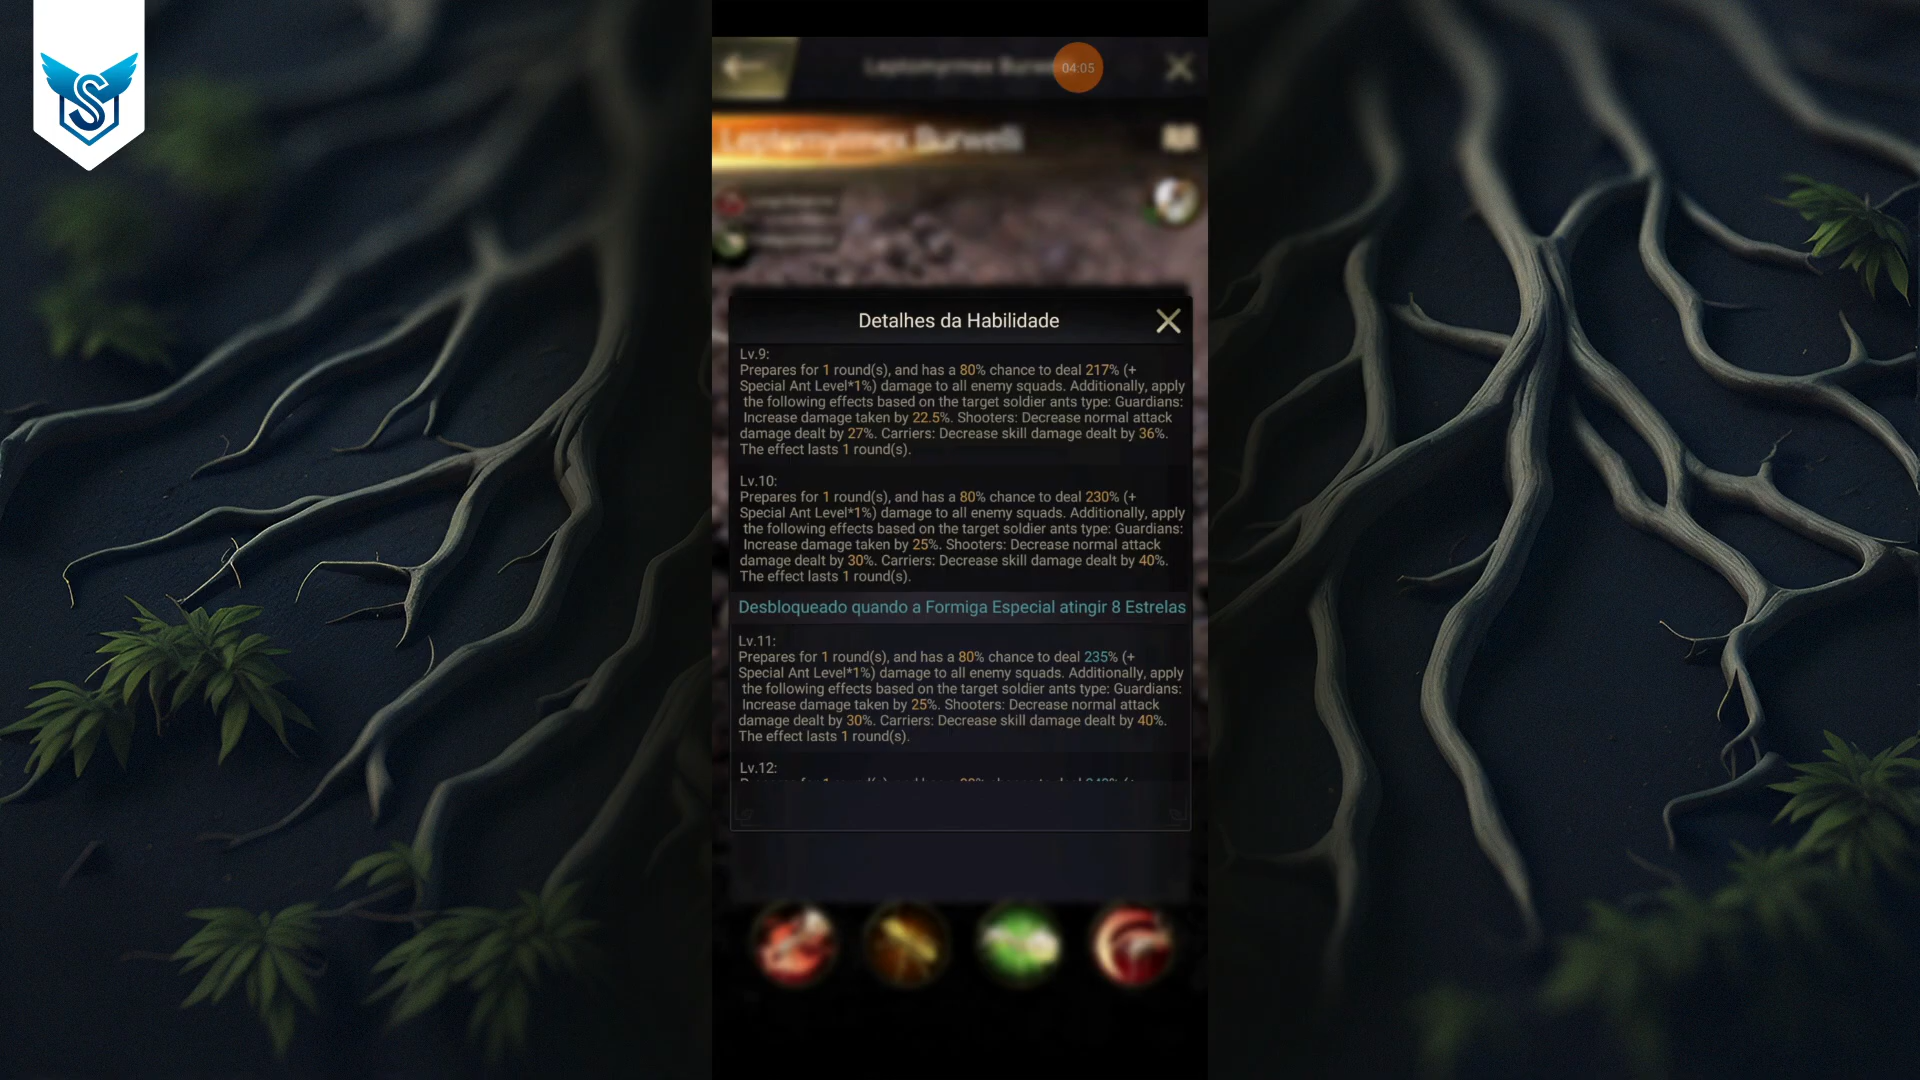 Leptomyrmex Burwe
04:05
Leptomyrmex Burwelli
Detalhes da Habilidade
Lv.9:
Prepares for 1 round(s), and has a 80% chance to deal 217% (+
Special Ant Level*1%) damage to all enemy squads. Additionally, apply
the following effects based on the target soldier ants type: Guardians:
Increase damage taken by 22.5%. Shooters: Decrease normal attack
damage dealt by 27%. Carriers: Decrease skill damage dealt by 36%.
The effect lasts 1 round(s).
Lv.10:
Prepares for 1 round(s), and has a 80% chance to deal 230% (+
Special Ant Level*1%) damage to all enemy squads. Additionally, apply
the following effects based on the target soldier ants type: Guardians:
Increase damage taken by 25%. Shooters: Decrease normal attack
damage dealt by 30%. Carriers: Decrease skill damage dealt by 40%.
The effect lasts 1 round(s).
Desbloqueado quando a Formiga Especial atingir 8 Estrelas
Lv.11:
Prepares for 1 round(s), and has a 80% chance to deal 235% (+
Special Ant Level*1%) damage to all enemy squads. Additionally, apply
the following effects based on the target soldier ants type: Guardians:
Increase damage taken by 25%. Shooters: Decrease normal attack
damage dealt by 30%. Carriers: Decrease skill damage dealt by 40%.
The effect lasts 1 round(s).
Lv.12: